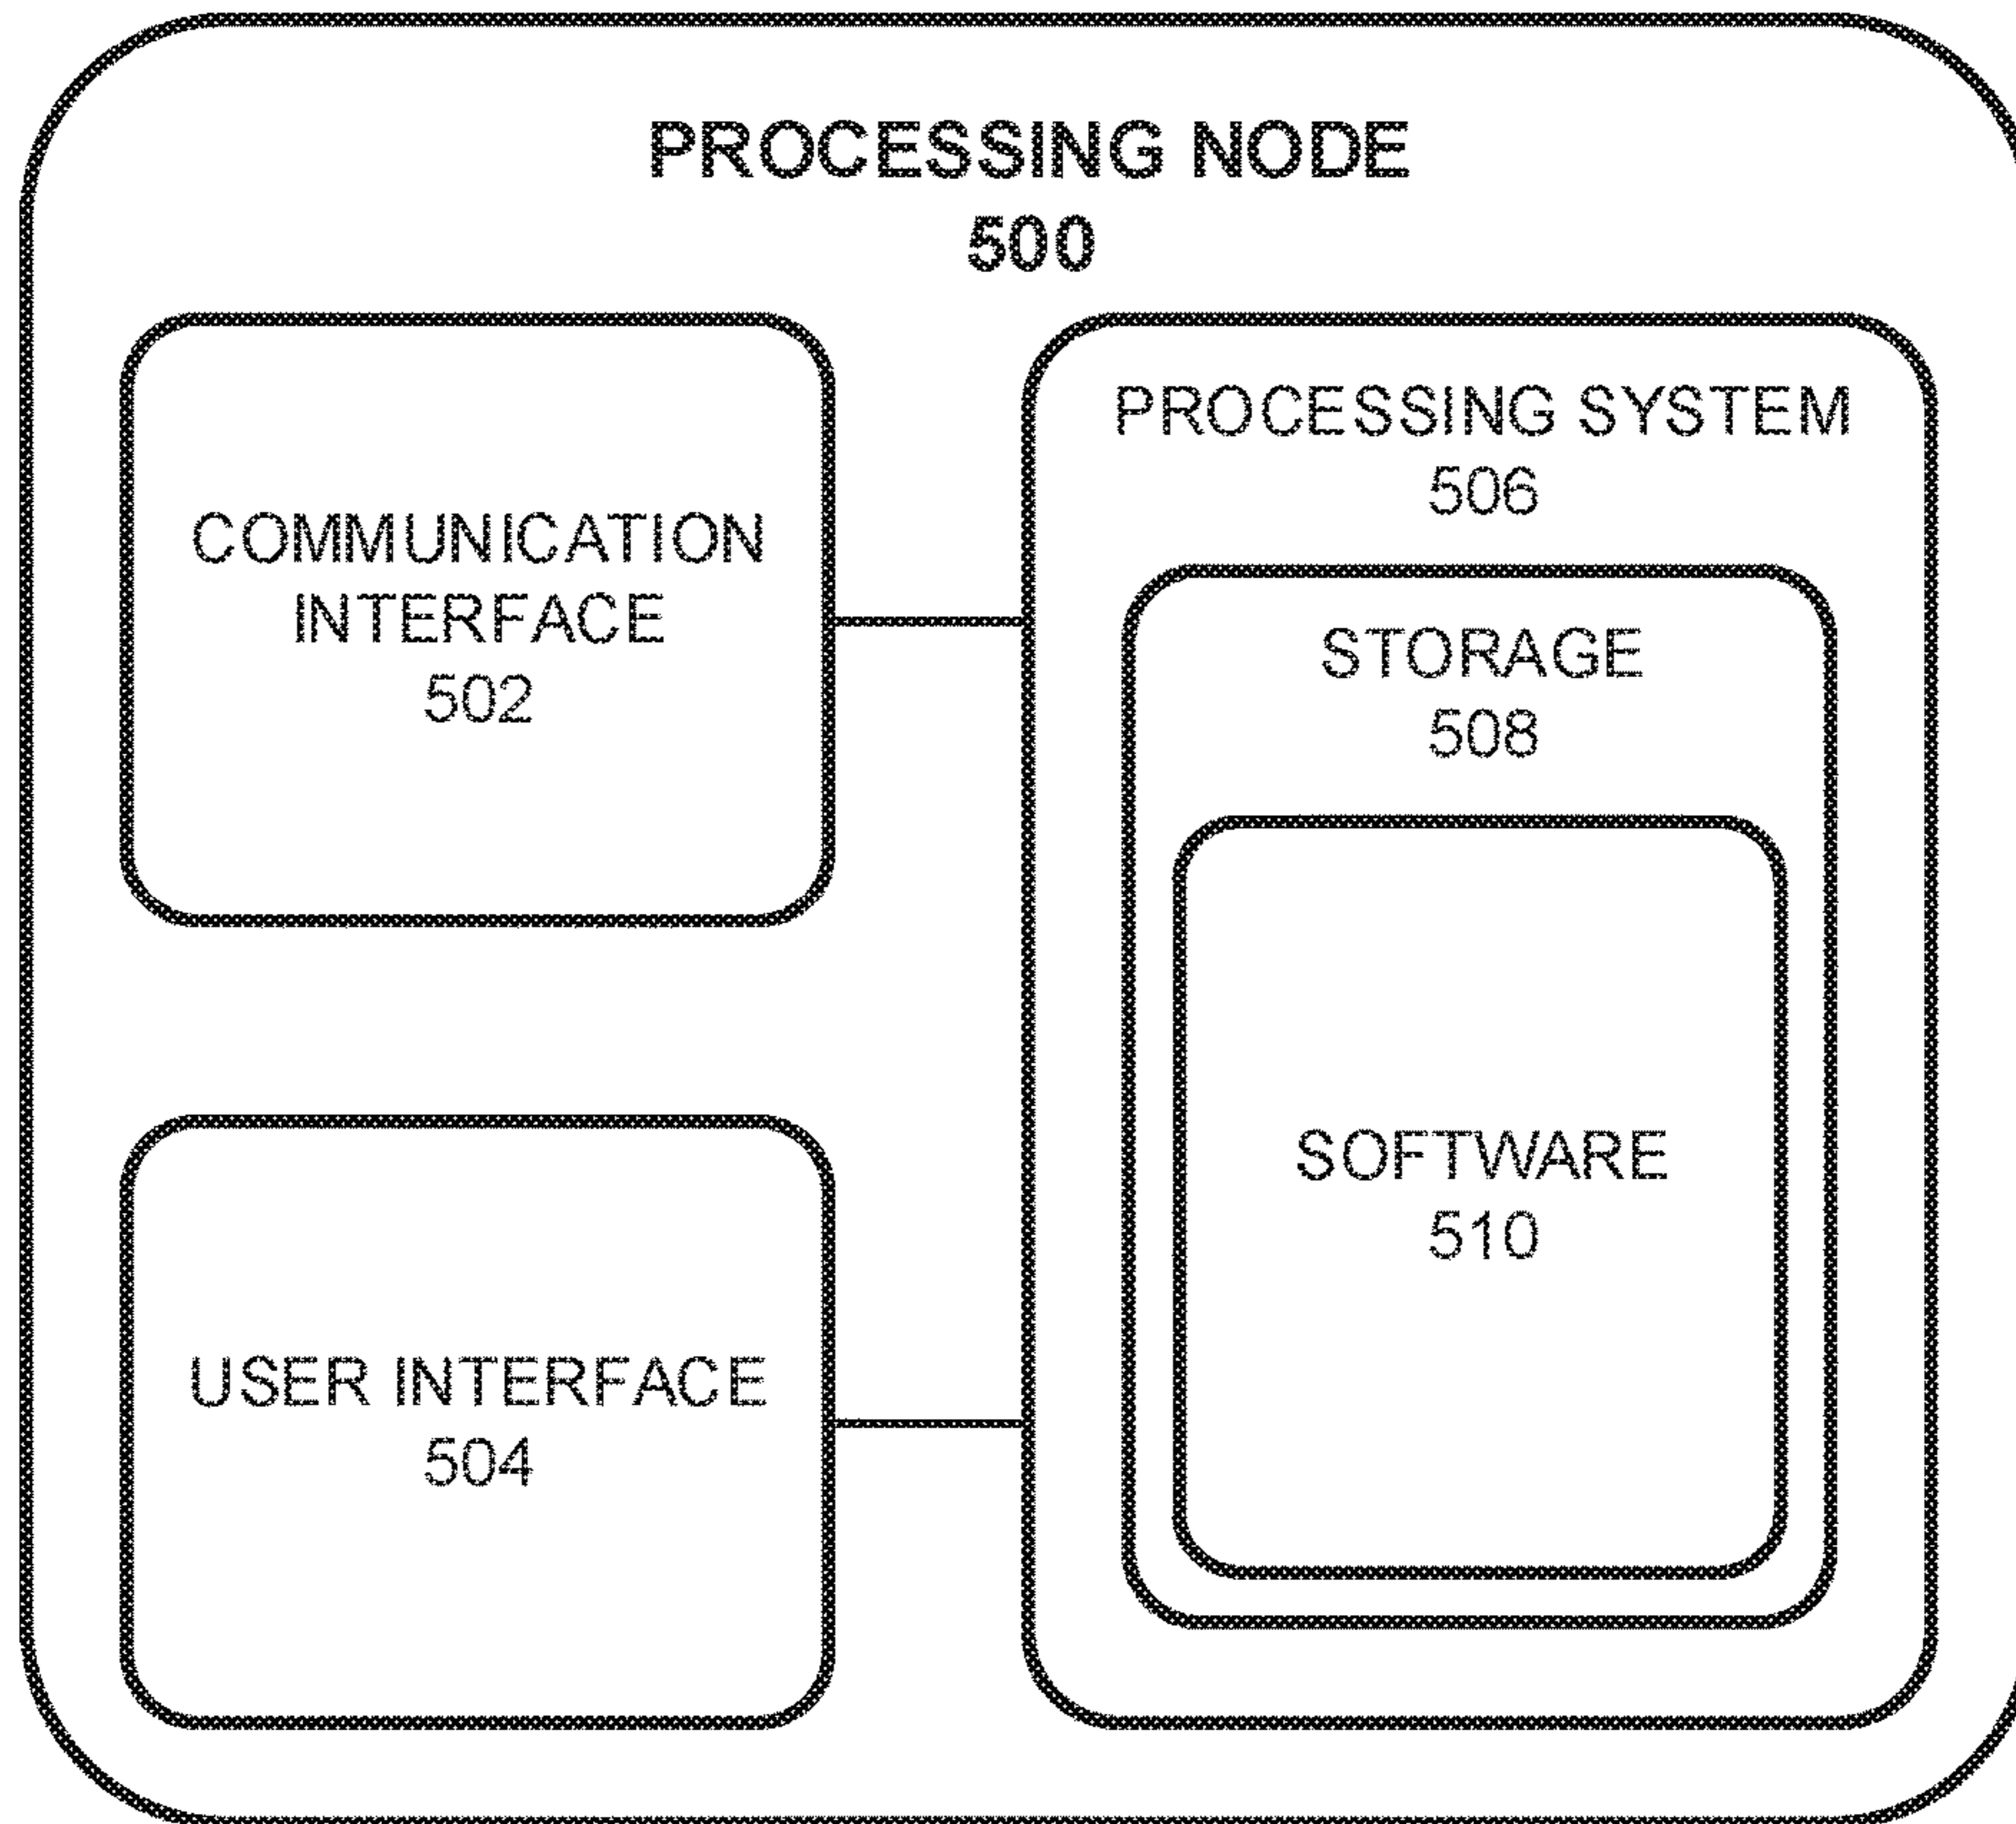 PROCESSING NODE
500
COMMUNICATION
INTERFACE
502
USER INTERFACE
504
PROCESSING SYSTEM
506
STORAGE
508
SOFTWARE
510